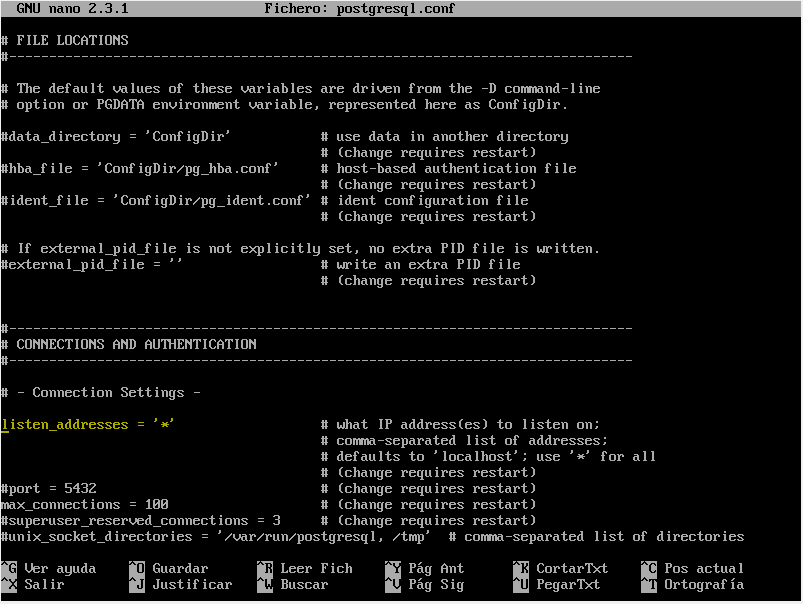 GNU nano 2.3.1 Fichero: postgresql.conf
# FILE LOCATIONS
#------------------------------------------------------------------------------
# The default values of these variables are driven from the -D command-line
# option or PGDATA environment variable, represented here as ConfigDir.
#data_directory = 'ConfigDir' # use data in another directory
# (change requires restart)
#hba_file = 'ConfigDir/pg_hba.conf' # host-based authentication file
# (change requires restart)
#ident_file = 'ConfigDir/pg_ident.conf' # ident configuration file
# (change requires restart)
# If external_pid_file is not explicitly set, no extra PID file is written.
#external_pid_file = '' # write an extra PID file
# (change requires restart)
#------------------------------------------------------------------------------
# CONNECTIONS AND AUTHENTICATION
#------------------------------------------------------------------------------
# - Connection Settings -
listen_addresses = '*' # what IP address(es) to listen on;
# comma-separated list of addresses;
# defaults to 'localhost'; use '*' for all
# (change requires restart)
#port = 5432 # (change requires restart)
max_connections = 100 # (change requires restart)
#superuser_reserved_connections = 3 # (change requires restart)
#unix_socket_directories = '/var/run/postgresql, /tmp' # comma-separated list of directories
^G Ver ayuda ^O Guardar ^R Leer Fich ^Y Pág Ant ^K CortarTxt ^C Pos actual
^X Salir ^J Justificar ^W Buscar ^V Pág Sig ^U PegarTxt ^T Ortografía